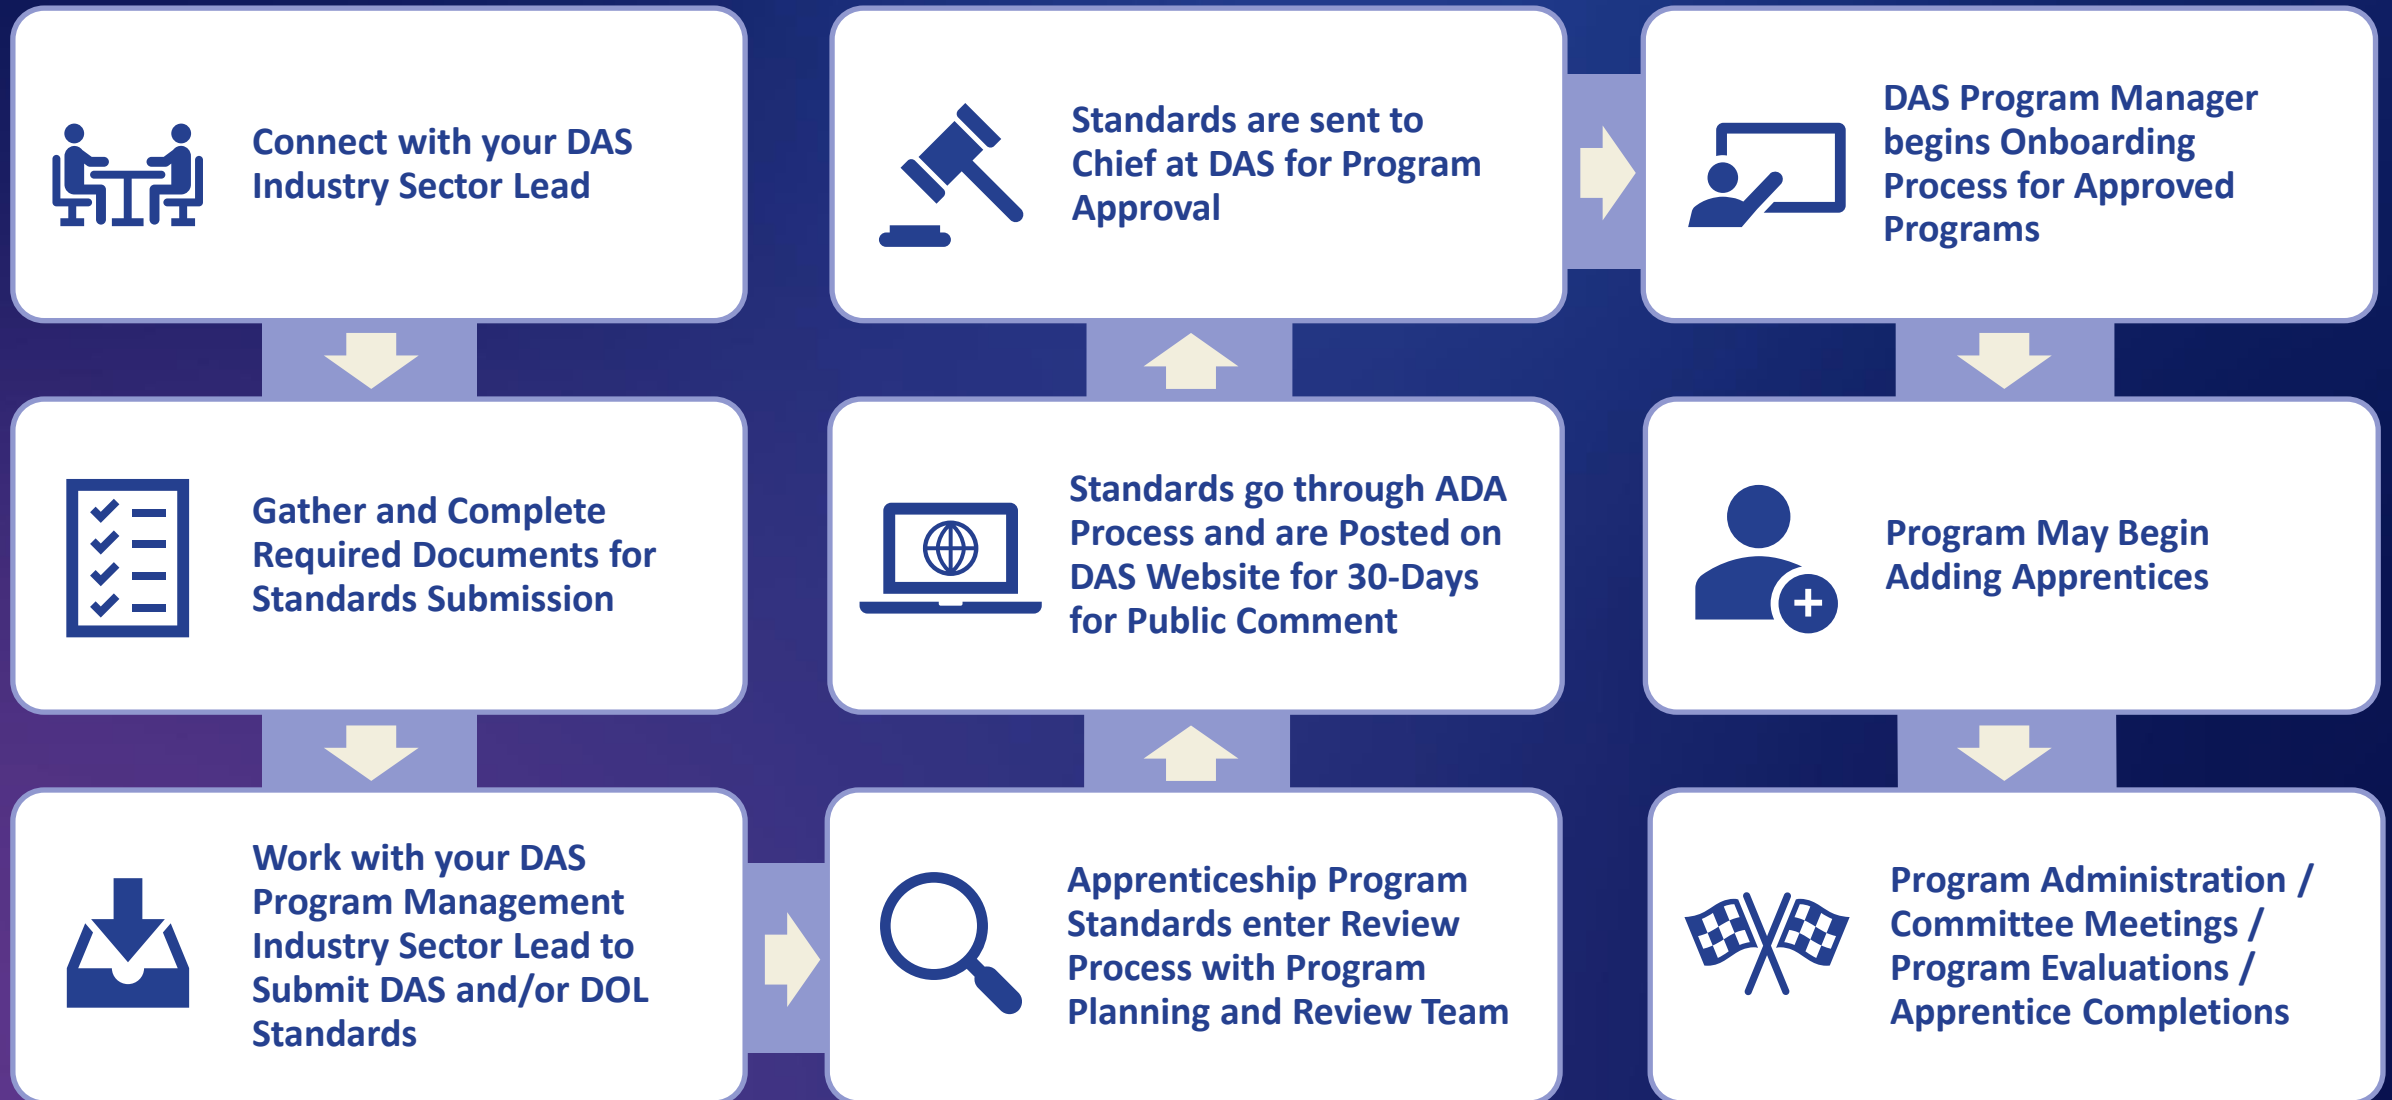 Connect with your DAS
Industry Sector Lead
Gather and Complete
Required Documents for
Standards Submission
Work with your DAS
Program Management
Industry Sector Lead to
Submit DAS and/or DOL
Standards
Apprenticeship Program
Standards enter Review
Process with Program
Planning and Review Team
Standards go through ADA
Process and are Posted on
DAS Website for 30-Days
for Public Comment
Standards are sent to
Chief at DAS for Program
Approval
DAS Program Manager
begins Onboarding
Process for Approved
Programs
Program May Begin
Adding Apprentices
Program Administration /
Committee Meetings /
Program Evaluations /
Apprentice Completions